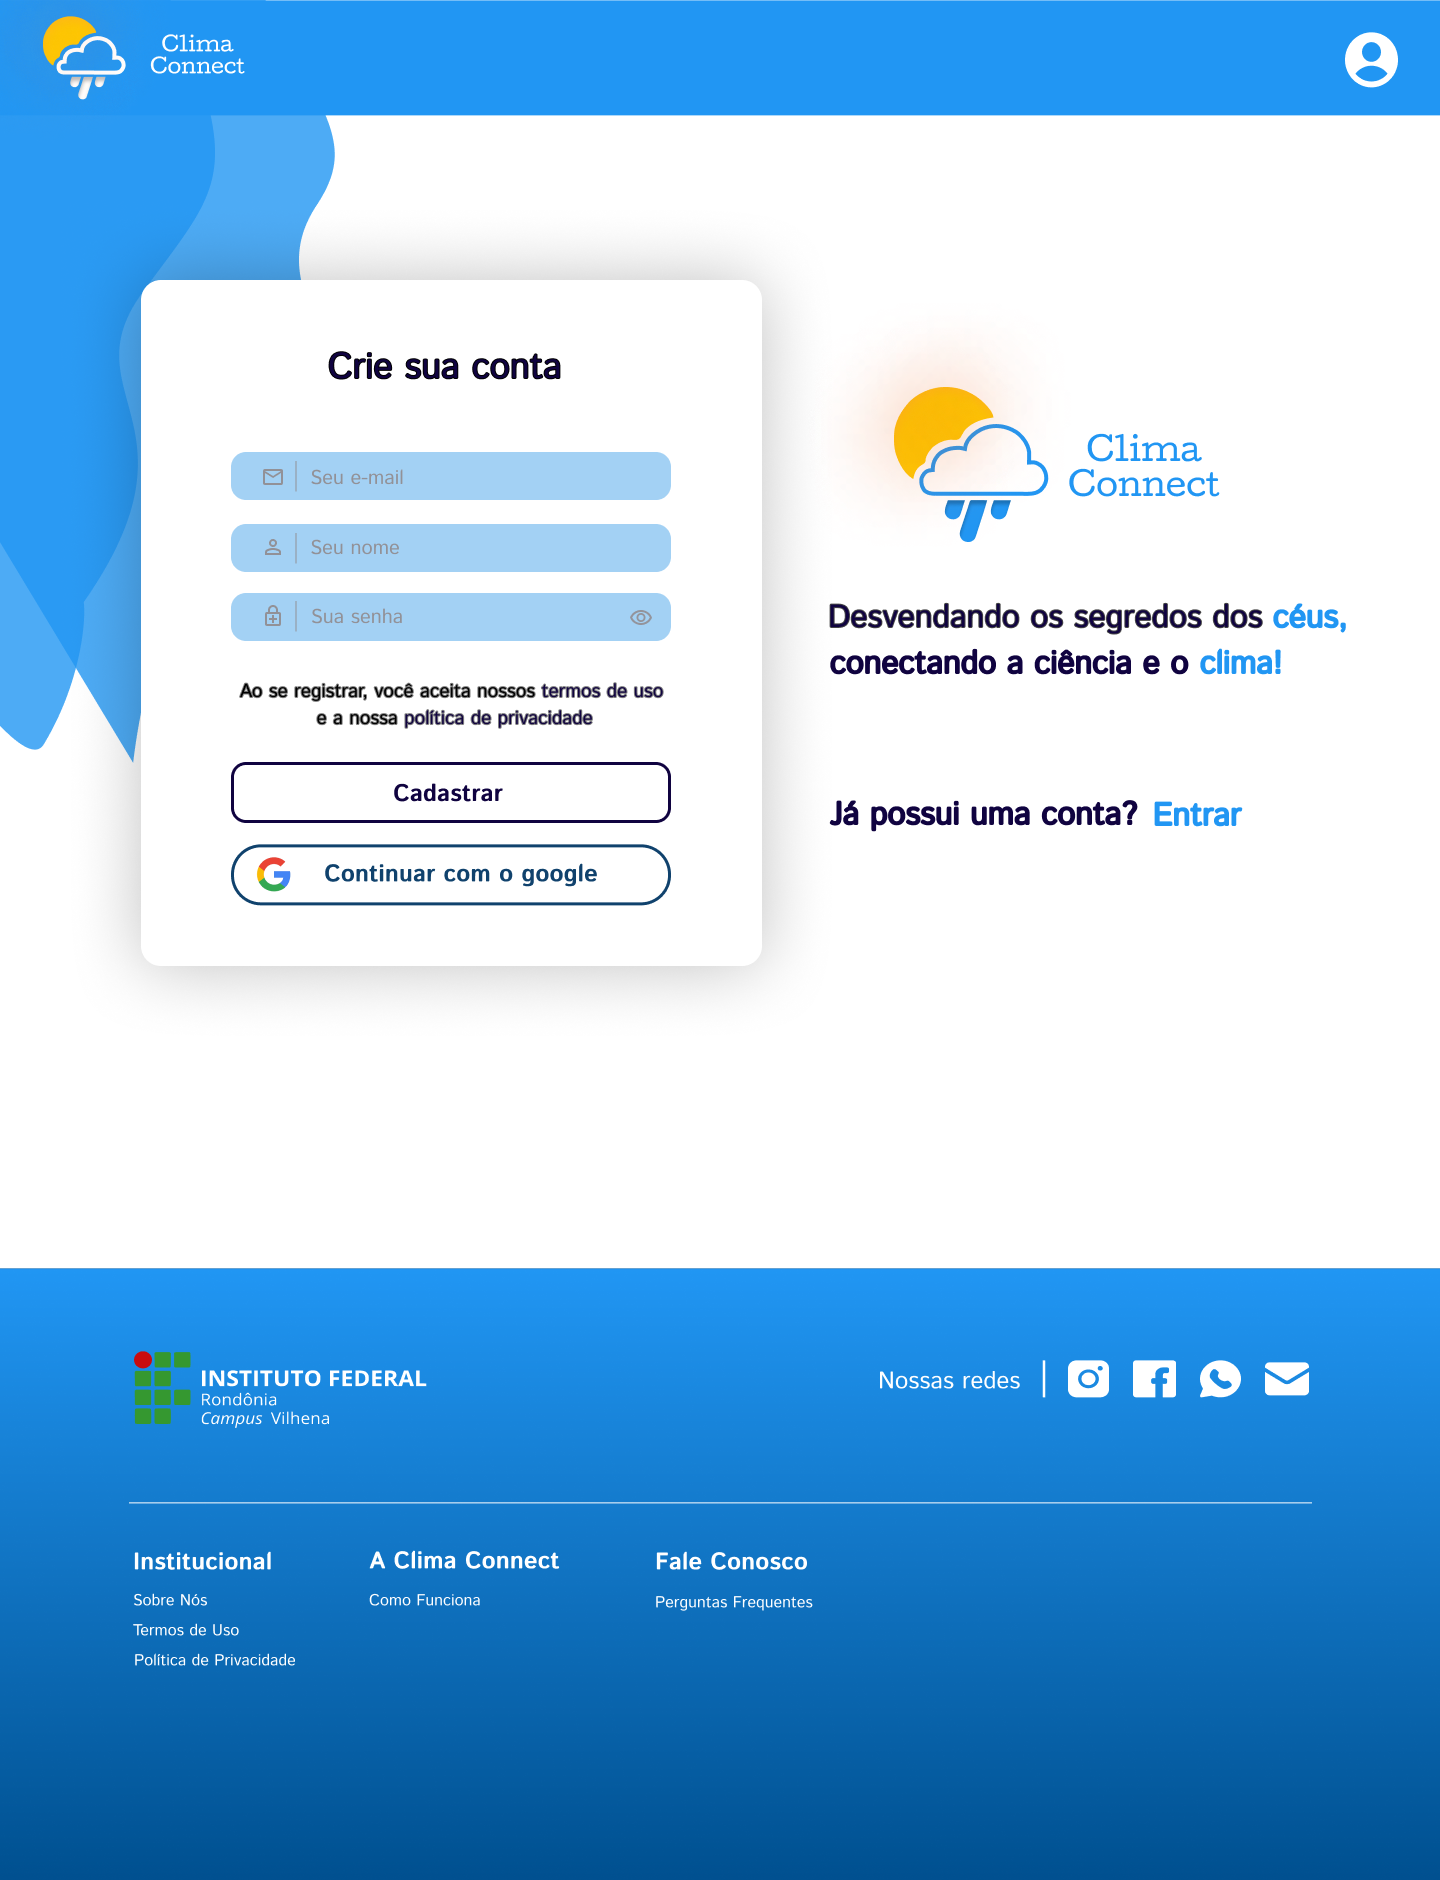 Clima
Connect
Crie sua conta
Seu e-mail
Seu nome
Sua senha
Ao se registrar, você aceita nossos termos de uso
e a nossa política de privacidade
Cadastrar
Continuar com o google
Clima
Connect
Desvendando os segredos dos céus,
conectando a ciência e o clima!
Já possui uma conta? Entrar
INSTITUTO FEDERAL
Rondônia
Campus Vilhena
Nossas redes
Institucional
Sobre Nós
Termos de Uso
Política de Privacidade
A Clima Connect
Como Funciona
Fale Conosco
Perguntas Frequentes